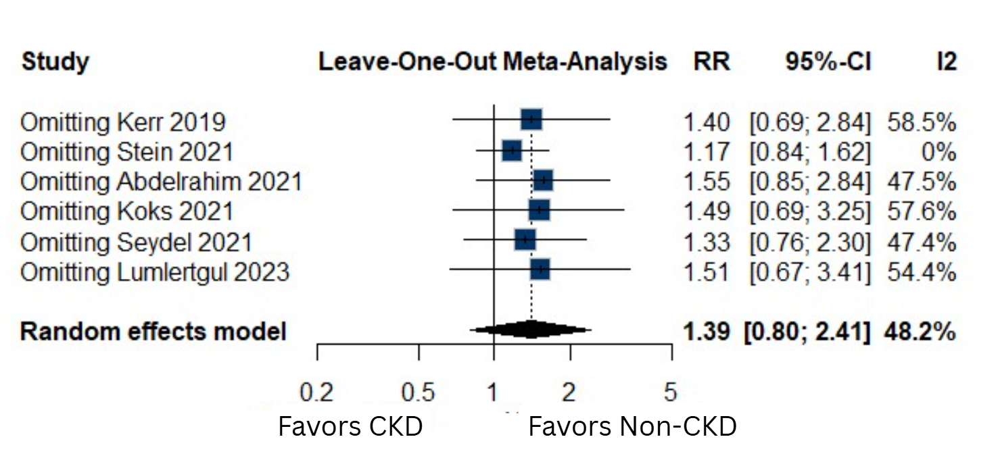 Study Leave-One-Out Meta-Analysis RR 95%-CI I2
Omitting Kerr 2019 1.40 [0.69; 2.84] 58.5%
Omitting Stein 2021 1.17 [0.84; 1.62] 0%
Omitting Abdelrahim 2021 1.55 [0.85; 2.84] 47.5%
Omitting Koks 2021 1.49 [0.69; 3.25] 57.6%
Omitting Seydel 2021 1.33 [0.76; 2.30] 47.4%
Omitting Lumlertgul 2023 1.51 [0.67; 3.41] 54.4%
Random effects model 1.39 [0.80; 2.41] 48.2%
0.2 0.5 1 2 5
Favors CKD Favors Non-CKD